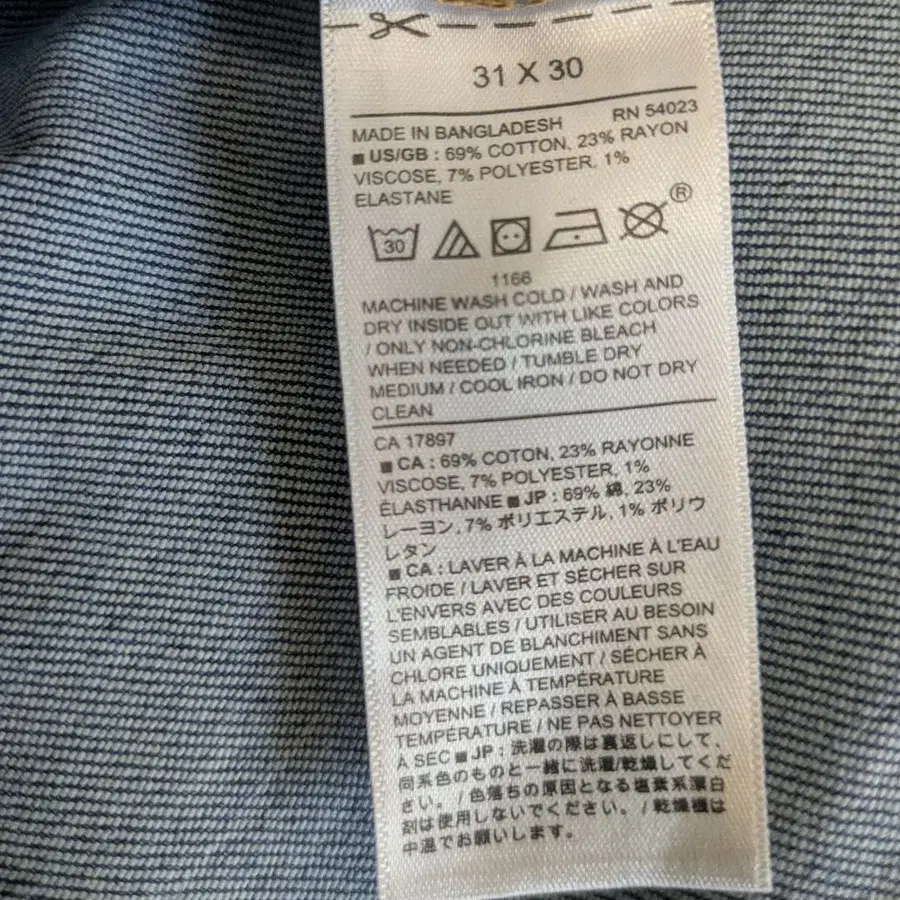 31 X 30
RN 54023
MADE IN BANGLADESH
■ US/GB : 69% COTTON, 23% RAYON
VISCOSE, 7% POLYESTER, 1%
ELASTANE
30
®
1166
MACHINE WASH COLD / WASH AND
DRY INSIDE OUT WITH LIKE COLORS
/ ONLY NON-CHLORINE BLEACH
WHEN NEEDED / TUMBLE DRY
MEDIUM / COOL IRON / DO NOT DRY
CLEAN
CA 17897
■ CA : 69% COTON, 23% RAYONNE
VISCOSE, 7% POLYESTER, 1%
ÉLASTHANNE ■ JP : 69% 綿, 23%
レーヨン, 7% ポリエステル, 1% ポリウ
レタン
■ CA : LAVER À LA MACHINE À L'EAU
FROIDE / LAVER ET SÉCHER SUR
L'ENVERS AVEC DES COULEURS
SEMBLABLES / UTILISER AU BESOIN
UN AGENT DE BLANCHIMENT SANS
CHLORE UNIQUEMENT / SÉCHER À
LA MACHINE À TEMPÉRATURE
MOYENNE / REPASSER À BASSE
TEMPÉRATURE / NE PAS NETTOYER
À SEC ■ JP : 洗濯の際は裏返しにして、
同系色のものと一緒に洗濯/乾燥してくだ
さい。 / 色落ちの原因となる塩素系漂白
剤は使用しないでください。 / 乾燥機は
中温でお願いします。